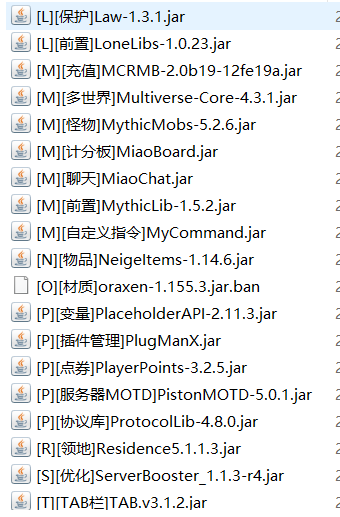 [L][保护]Law-1.3.1.jar
[L][前置]LoneLibs-1.0.23.jar
[M][充值]MCRMB-2.0b19-12fe19a.jar
[M][多世界]Multiverse-Core-4.3.1.jar
[M][怪物]MythicMobs-5.2.6.jar
[M][计分板]MiaoBoard.jar
[M][聊天]MiaoChat.jar
[M][前置]MythicLib-1.5.2.jar
[M][自定义指令]MyCommand.jar
[N][物品]NeigeItems-1.14.6.jar
[O][材质]oraxen-1.155.3.jar.ban
[P][变量]PlaceholderAPI-2.11.3.jar
[P][插件管理]PlugManX.jar
[P][点券]PlayerPoints-3.2.5.jar
[P][服务器MOTD]PistonMOTD-5.0.1.jar
[P][协议库]ProtocolLib-4.8.0.jar
[R][领地]Residence5.1.1.3.jar
[S][优化]ServerBooster_1.1.3-r4.jar
[T][TAB栏]TAB.v3.1.2.jar